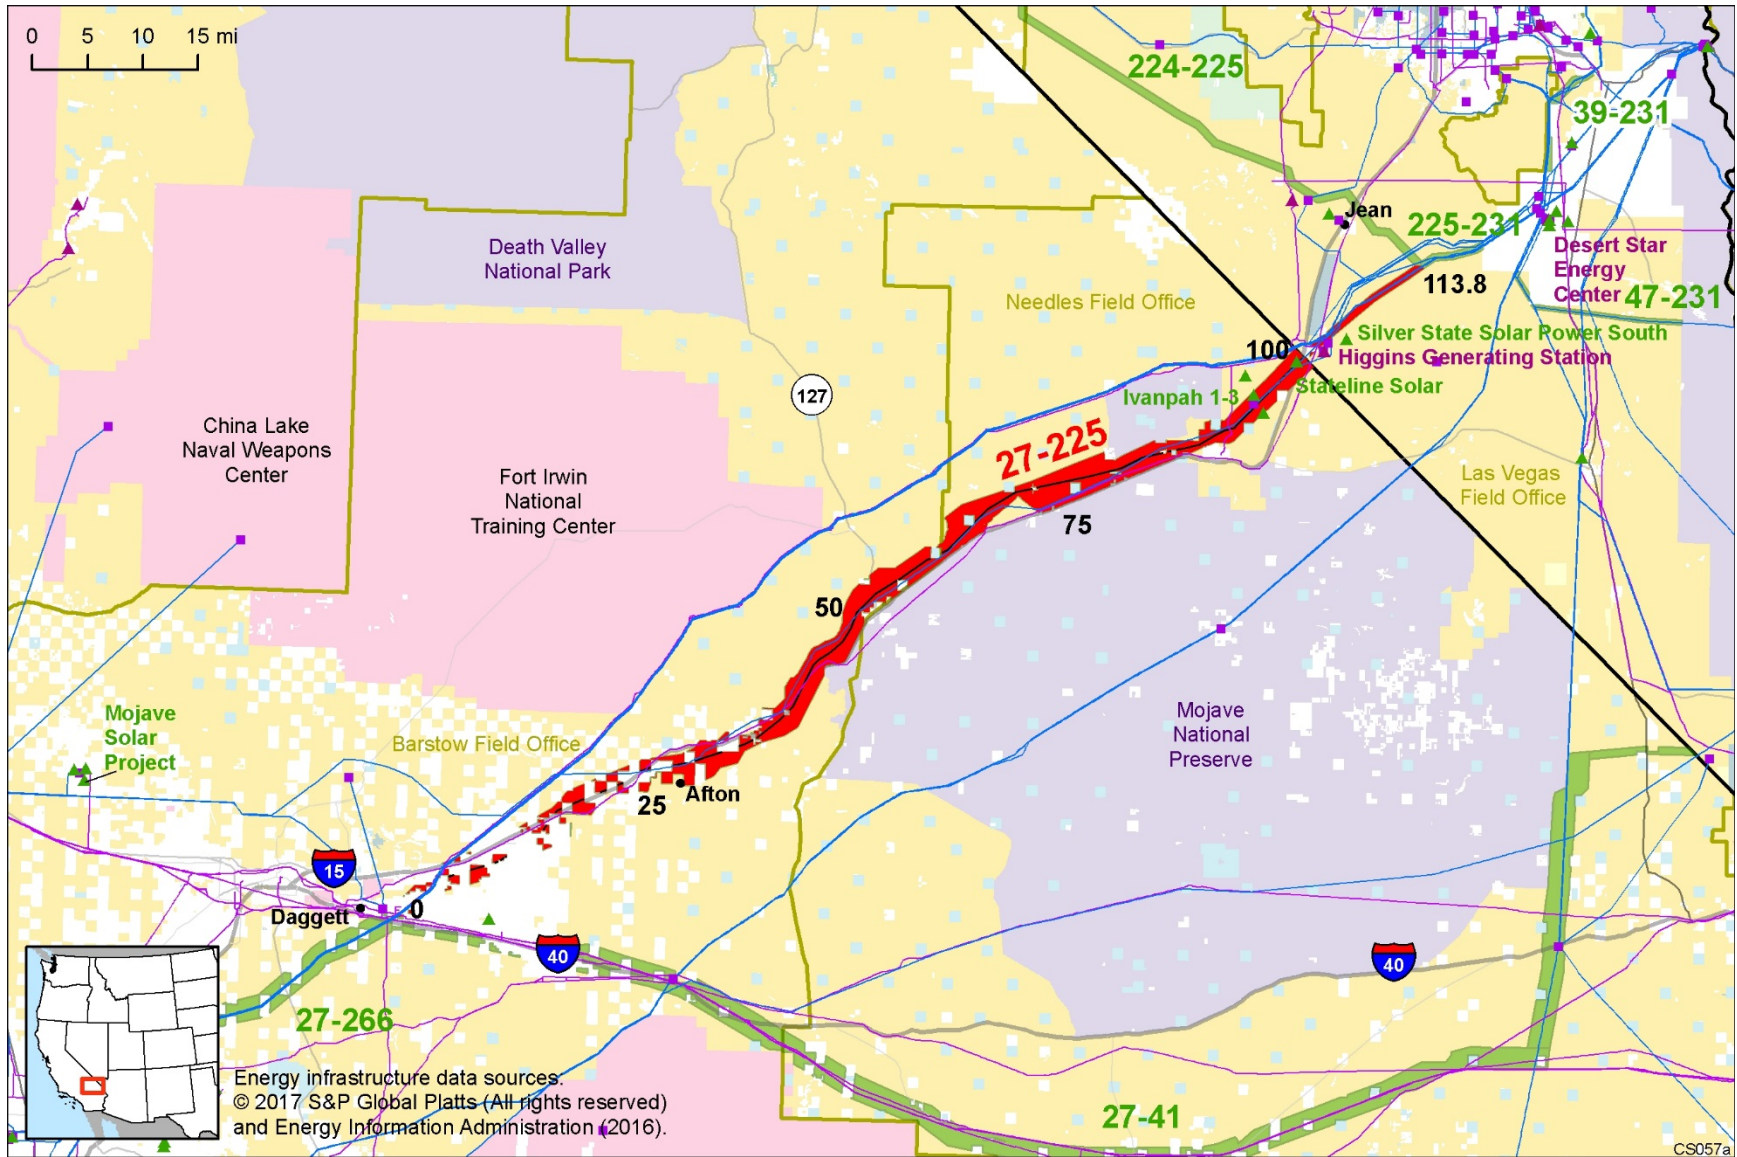 0 5 10 15 mi
224-225
39-231
Jean
225-231
Death Valley
National Park
Desert Star
Energy
Center
47-231
113.8
Needles Field Office
Silver State Solar Power South
100
Higgins Generating Station
Stateline Solar
127
Ivanpah 1-3
China Lake
Naval Weapons
Center
27-225
Fort Irwin
National
Training Center
Las Vegas
Field Office
75
50
Mojave
Solar
Project
Barstow Field Office
Mojave
National
Preserve
25
Afton
15
Daggett
0
40
40
27-266
Energy infrastructure data sources:
© 2017 S&P Global Platts (All rights reserved)
and Energy Information Administration (2016).
27-41
CS057a